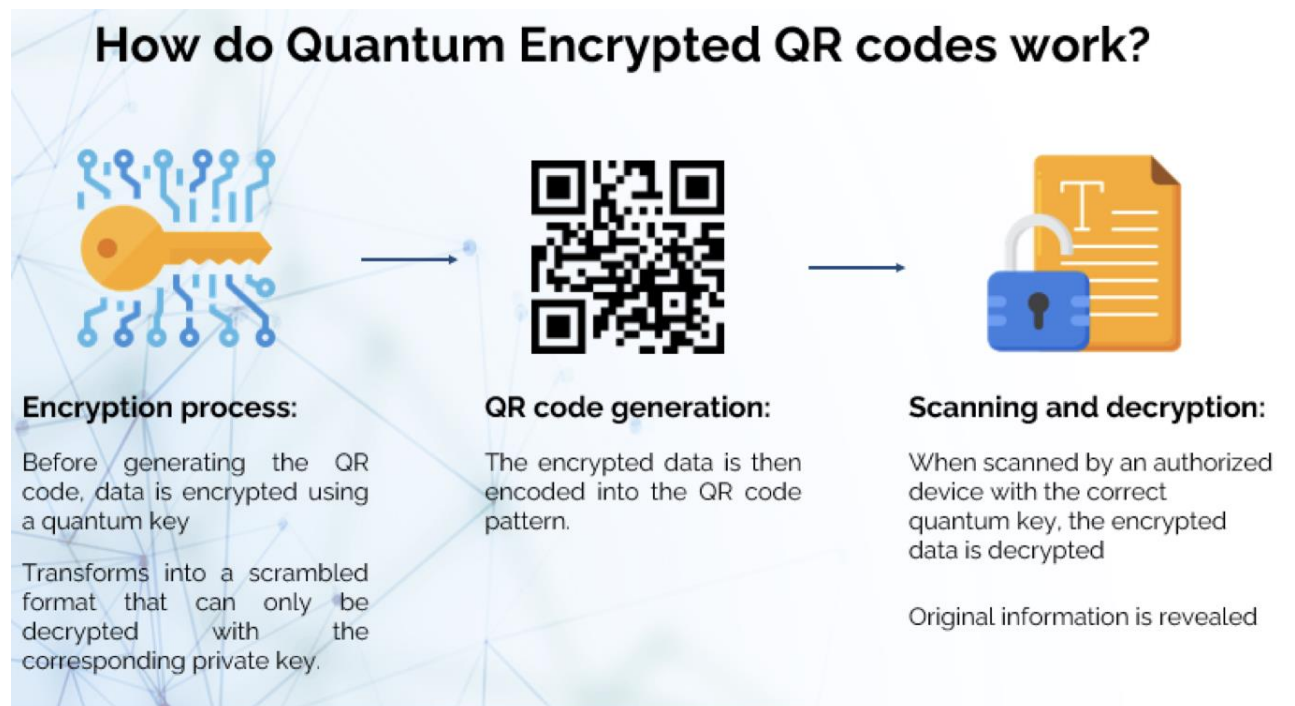 How do Quantum Encrypted QR codes work?
T
Encryption process:
Before generating the QR
code, data is encrypted using
a quantum key
Transforms into a scrambled
format that can only be
decrypted with the
corresponding private key.
QR code generation:
The encrypted data is then
encoded into the QR code
pattern.
Scanning and decryption:
When scanned by an authorized
device with the correct
quantum key, the encrypted
data is decrypted
Original information is revealed